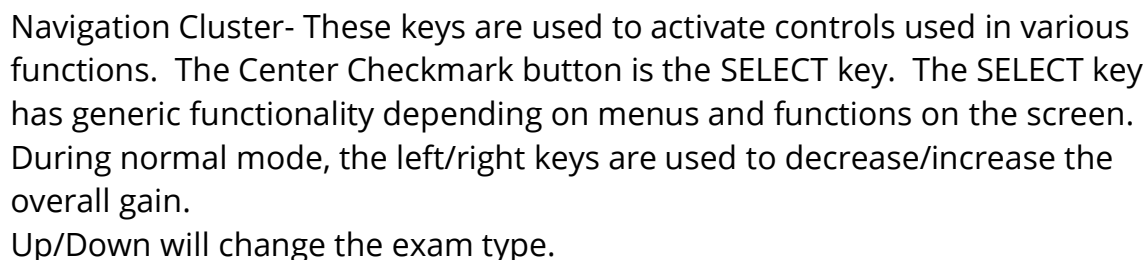 Navigation Cluster- These keys are used to activate controls used in various
functions.  The Center Checkmark button is the SELECT key.  The SELECT key
has generic functionality depending on menus and functions on the screen.
During normal mode, the left/right keys are used to decrease/increase the
overall gain.
Up/Down will change the exam type.